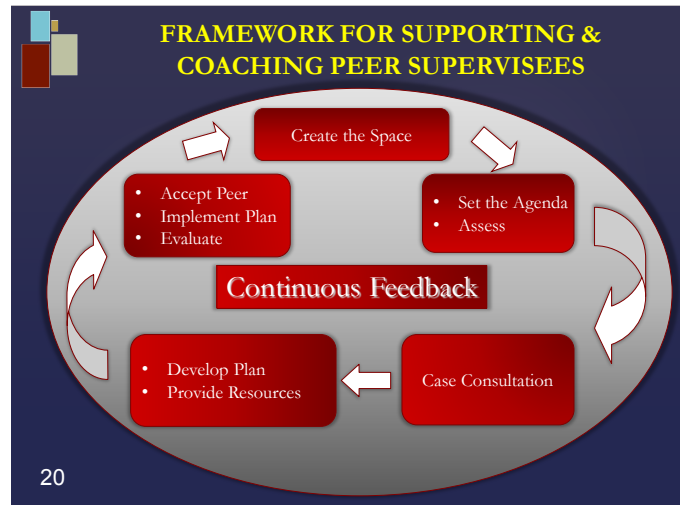 FRAMEWORK FOR SUPPORTING &
COACHING PEER SUPERVISEES
Create the Space
• Set the Agenda
• Assess
Case Consultation
• Develop Plan
• Provide Resources
• Accept Peer
• Implement Plan
• Evaluate
Continuous Feedback
20